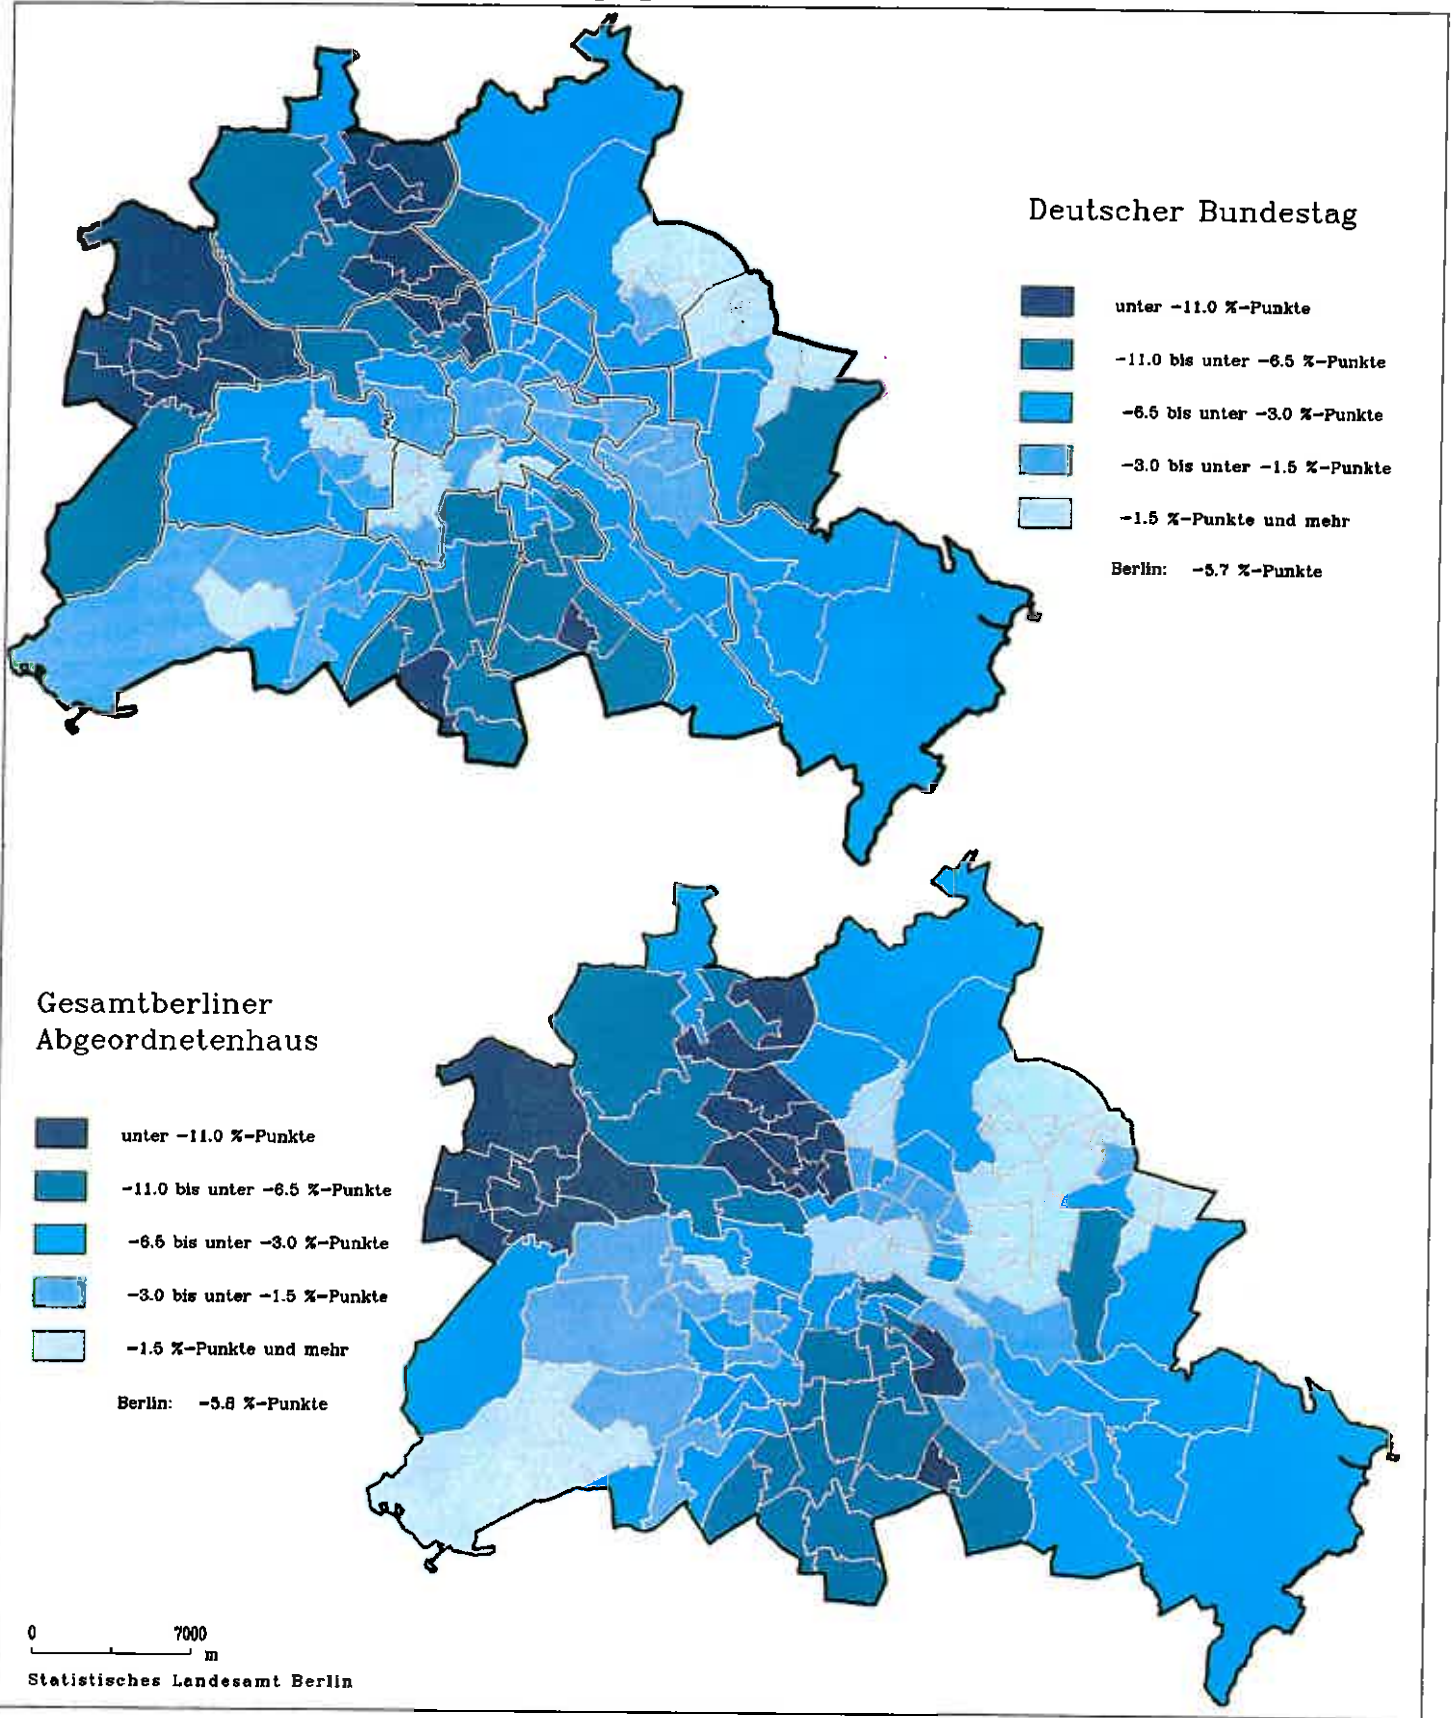 Deutscher Bundestag
unter -11.0 %-Punkte
-11.0 bis unter -6.5 %-Punkte
-6.5 bis unter -3.0 %-Punkte
-3.0 bis unter -1.5 %-Punkte
-1.5 %-Punkte und mehr
Berlin: -5.7 %-Punkte
Gesamtberliner
Abgeordnetenhaus
unter -11.0 %-Punkte
-11.0 bis unter -6.5 %-Punkte
-6.5 bis unter -3.0 %-Punkte
-3.0 bis unter -1.5 %-Punkte
-1.5 %-Punkte und mehr
Berlin: -5.8 %-Punkte
0 7000
m
Statistisches Landesamt Berlin